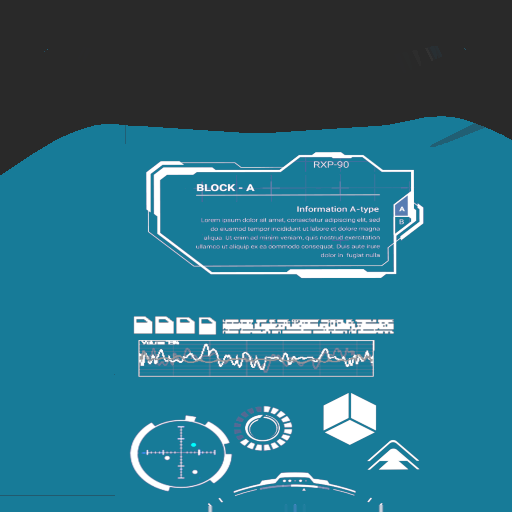 RXP-90
BLOCK - A
Information A-type
A
Lorem ipsum dolor sit amet, consectetur adipiscing elit, sed
B
do eiusmod tempor incididunt ut labore et dolore magna
aliqua. Ut enim ad minim veniam, quis nostrud exercitation
ullamco ut aliquip ex ea commodo consequat. Duis aute irure
dolor in fugiat nulla